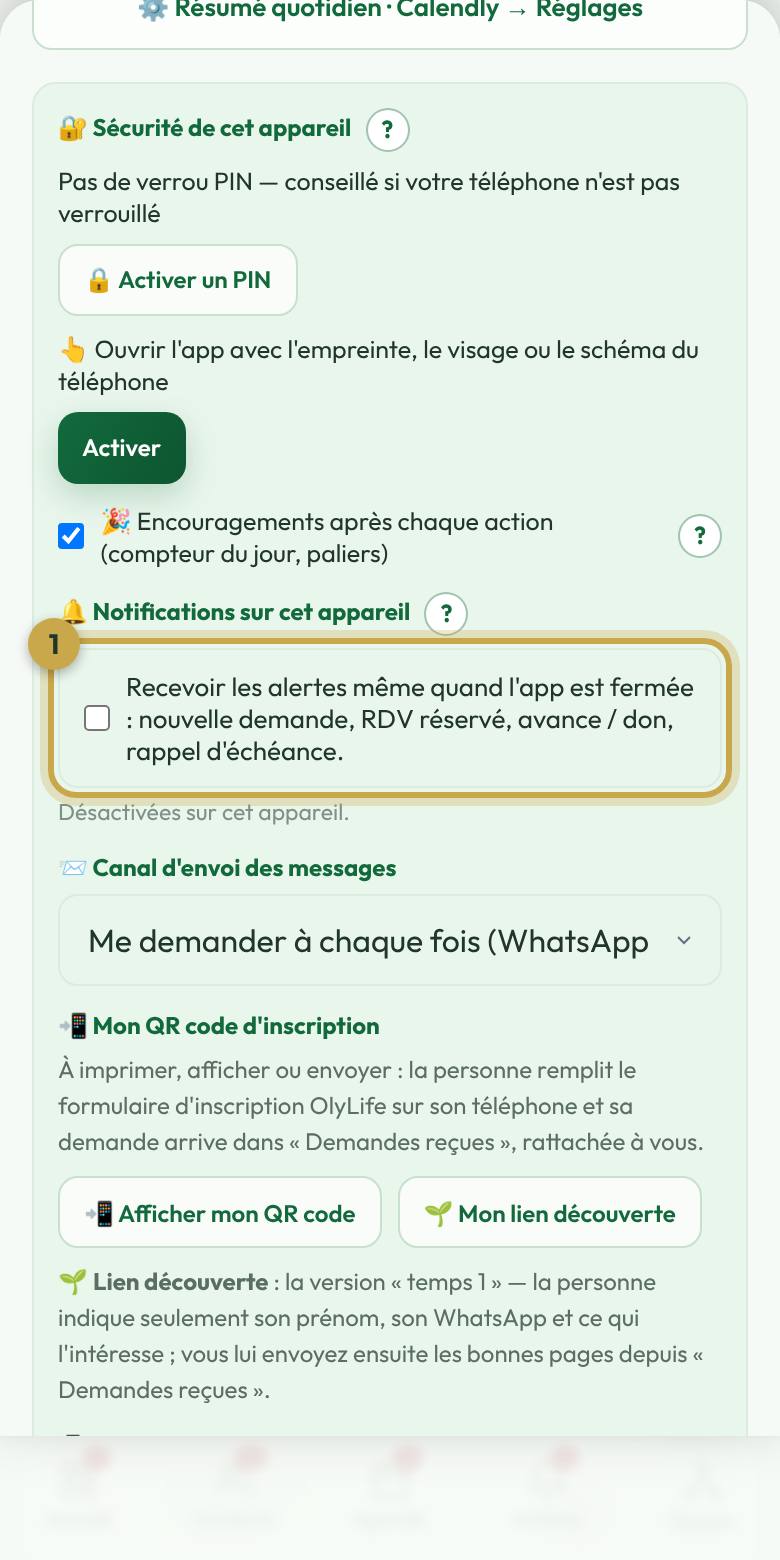 ⚙️ Résumé quotidien · Calendly → Réglages
🔐 Sécurité de cet appareil ?
Pas de verrou PIN — conseillé si votre téléphone n'est pas
verrouillé
🔒 Activer un PIN
👆 Ouvrir l'app avec l'empreinte, le visage ou le schéma du
téléphone
Activer
🎉 Encouragements après chaque action
(compteur du jour, paliers)
?
🔔 Notifications sur cet appareil ?
1
Recevoir les alertes même quand l'app est fermée
: nouvelle demande, RDV réservé, avance / don,
rappel d'échéance.
Désactivées sur cet appareil.
📨 Canal d'envoi des messages
Me demander à chaque fois (WhatsApp
📲 Mon QR code d'inscription
À imprimer, afficher ou envoyer : la personne remplit le
formulaire d'inscription OlyLife sur son téléphone et sa
demande arrive dans « Demandes reçues », rattachée à vous.
📲 Afficher mon QR code
🌱 Mon lien découverte
🌱 Lien découverte : la version « temps 1 » — la personne
indique seulement son prénom, son WhatsApp et ce qui
l'intéresse ; vous lui envoyez ensuite les bonnes pages depuis «
Demandes reçues ».